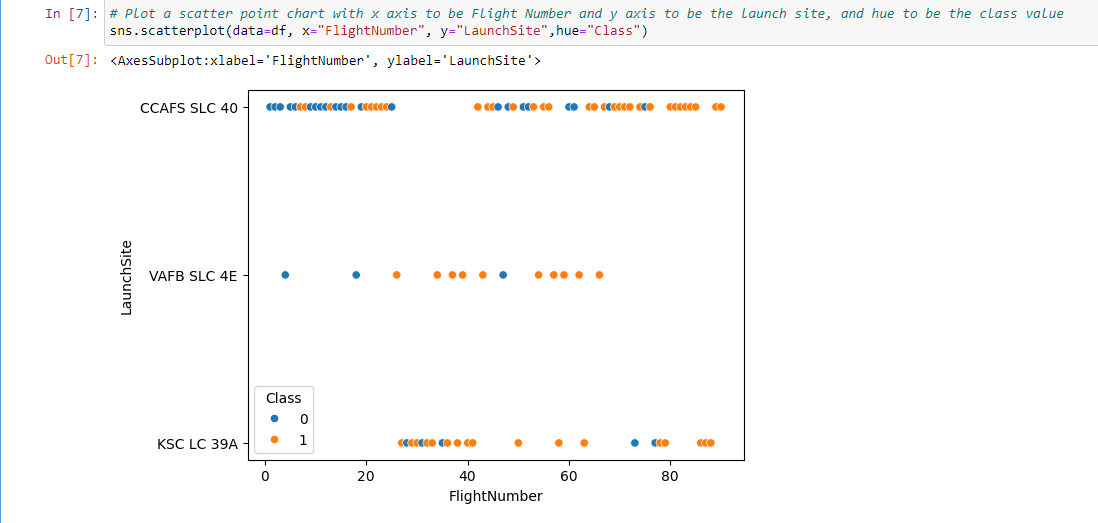 In [7]: # Plot a scatter point chart with x axis to be Flight Number and y axis to be the launch site, and hue to be the class value
sns.scatterplot(data=df, x="FlightNumber", y="LaunchSite",hue="Class")
Out[7]: <AxesSubplot:xlabel='FlightNumber', ylabel='LaunchSite'>
CCAFS SLC 40
VAFB SLC 4E
KSC LC 39A
LaunchSite
Class
0
1
0 20 40 60 80
FlightNumber